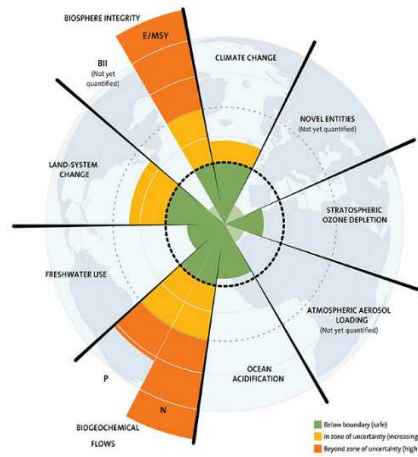 BIOSPHERE INTEGRITY
E/MSY
BII
(Not yet
quantified)
CLIMATE CHANGE
NOVEL ENTITIES
(Not yet quantified)
LAND-SYSTEM
CHANGE
STRATOSPHERIC
OZONE DEPLETION
FRESHWATER USE
ATMOSPHERIC AEROSOL
LOADING
(Not yet quantified)
P
N
OCEAN
ACIDIFICATION
BIOGEOCHEMICAL
FLOWS
Below boundary (safe)
In zone of uncertainty (increasing
Beyond zone of uncertainty (high